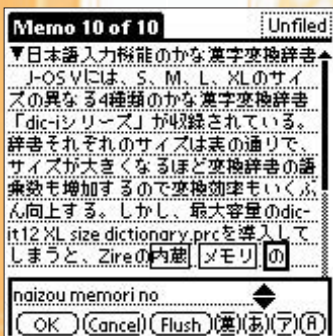 Memo 10 of 10 Unfiled
▼日本語入力機能のかな漢字変換辞書
J-OS Vには、S、M、L、XLのサイ
ズの異なる4種類のかな漢字変換辞書
「dic-iシリーズ」が収録されている。
辞書それぞれのサイズは表の通りで、
サイズが大きくなるほど変換辞書の語
彙数も増加するので変換効率もいくぶ
ん向上する。しかし、最大容量のdic-
it12 XL size dictionary.prcを導入して
しまうと、Zireの内蔵 メモリ の
naizou memori no
OK Cancel Flush 漢 あ ア A